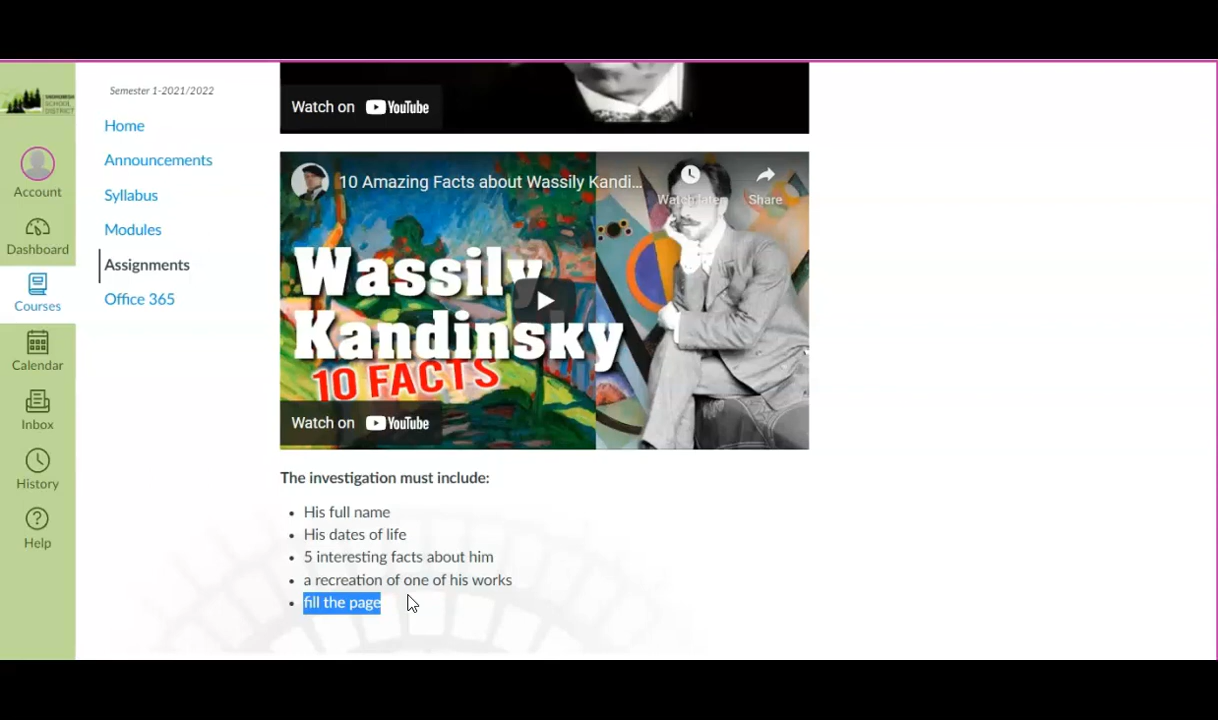 SCHOOL
DISTRICT
Account
Dashboard
Courses
Calendar
Inbox
History
Help
Semester 1-2021/2022
Home
Announcements
Syllabus
Modules
Assignments
Office 365
Watch on YouTube
10 Amazing Facts about Wassily Kandi...
Watch later
Share
Wassily
Kandinsky
10 FACTS
Watch on YouTube
The investigation must include:
• His full name
• His dates of life
• 5 interesting facts about him
• a recreation of one of his works
• fill the page